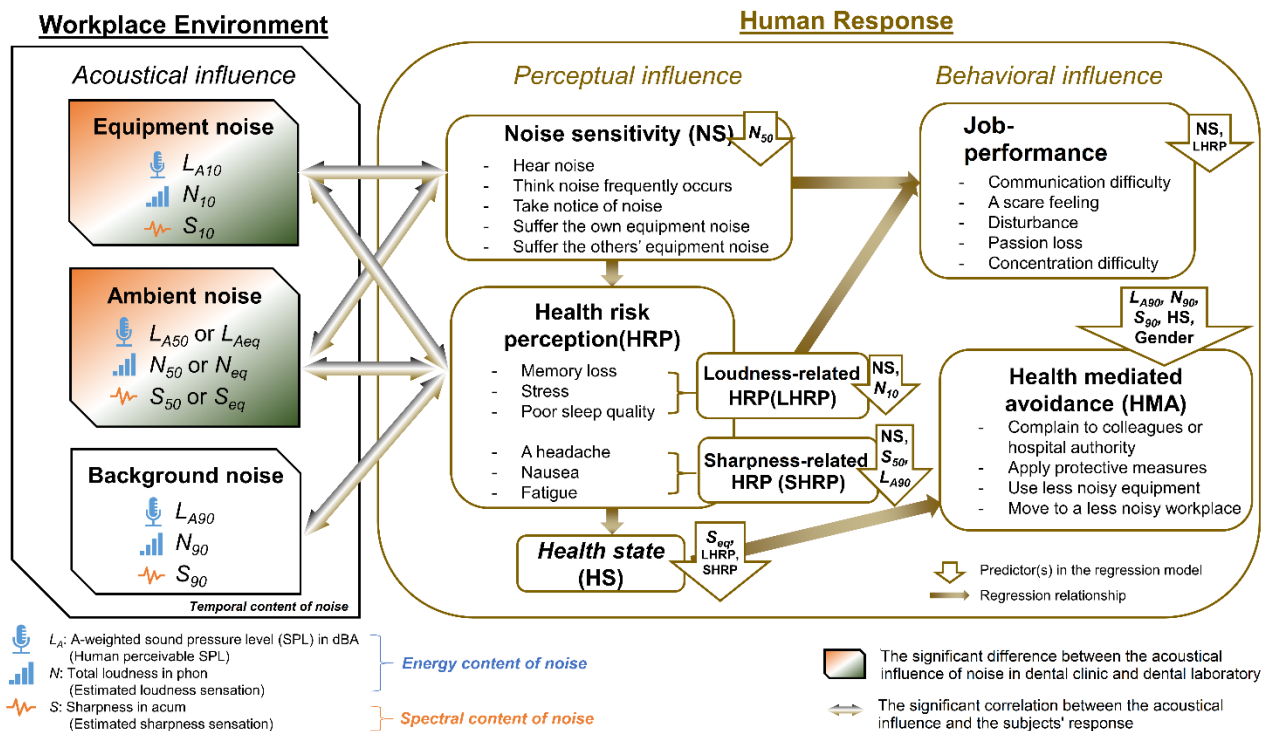 Workplace Environment
Human Response
Acoustical influence
Perceptual influence
Behavioral influence
Equipment noise
LA10
N10
S10
Ambient noise
LA50 or LAeq
N50 or Neq
S50 or Seq
Background noise
LA90
N90
S90
Temporal content of noise
Noise sensitivity (NS)
N50
- Hear noise
- Think noise frequently occurs
- Take notice of noise
- Suffer the own equipment noise
- Suffer the others' equipment noise
Health risk
perception(HRP)
- Memory loss
- Stress
- Poor sleep quality
- A headache
- Nausea
- Fatigue
Loudness-related
HRP(LHRP)
NS,
N10
Sharpness-related
HRP (SHRP)
NS,
S50,
LA90
Health state
(HS)
Seq,
LHRP,
SHRP
Job-
performance
NS,
LHRP
- Communication difficulty
- A scare feeling
- Disturbance
- Passion loss
- Concentration difficulty
LA90, N90,
S90, HS,
Gender
Health mediated
avoidance (HMA)
- Complain to colleagues or
hospital authority
- Apply protective measures
- Use less noisy equipment
- Move to a less noisy workplace
Predictor(s) in the regression model
Regression relationship
LA: A-weighted sound pressure level (SPL) in dBA
(Human perceivable SPL)
N: Total loudness in phon
(Estimated loudness sensation)
S: Sharpness in acum
(Estimated sharpness sensation)
Energy content of noise
Spectral content of noise
The significant difference between the acoustical
influence of noise in dental clinic and dental laboratory
The significant correlation between the acoustical
influence and the subjects' response